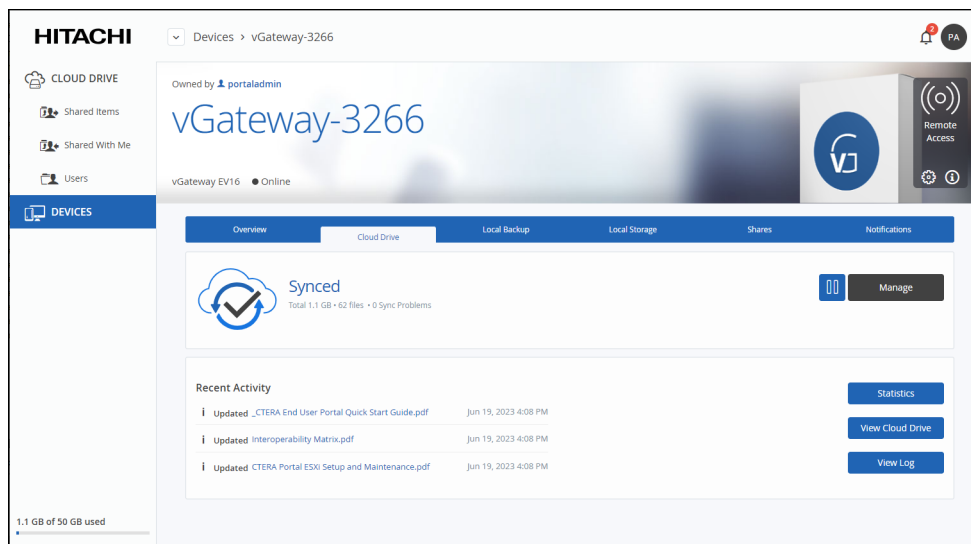 HITACHI
Devices > vGateway-3266
2
PA
CLOUD DRIVE
Shared Items
Shared With Me
Users
DEVICES
Owned by portaladmin
vGateway-3266
vGateway EV16 ● Online
Remote
Access
Overview
Cloud Drive
Local Backup
Local Storage
Shares
Notifications
Synced
Total 1.1 GB • 62 files • 0 Sync Problems
Manage
Recent Activity
Updated _CTERA End User Portal Quick Start Guide.pdf Jun 19, 2023 4:08 PM
Updated Interoperability Matrix.pdf Jun 19, 2023 4:08 PM
Updated CTERA Portal ESXi Setup and Maintenance.pdf Jun 19, 2023 4:08 PM
Statistics
View Cloud Drive
View Log
1.1 GB of 50 GB used